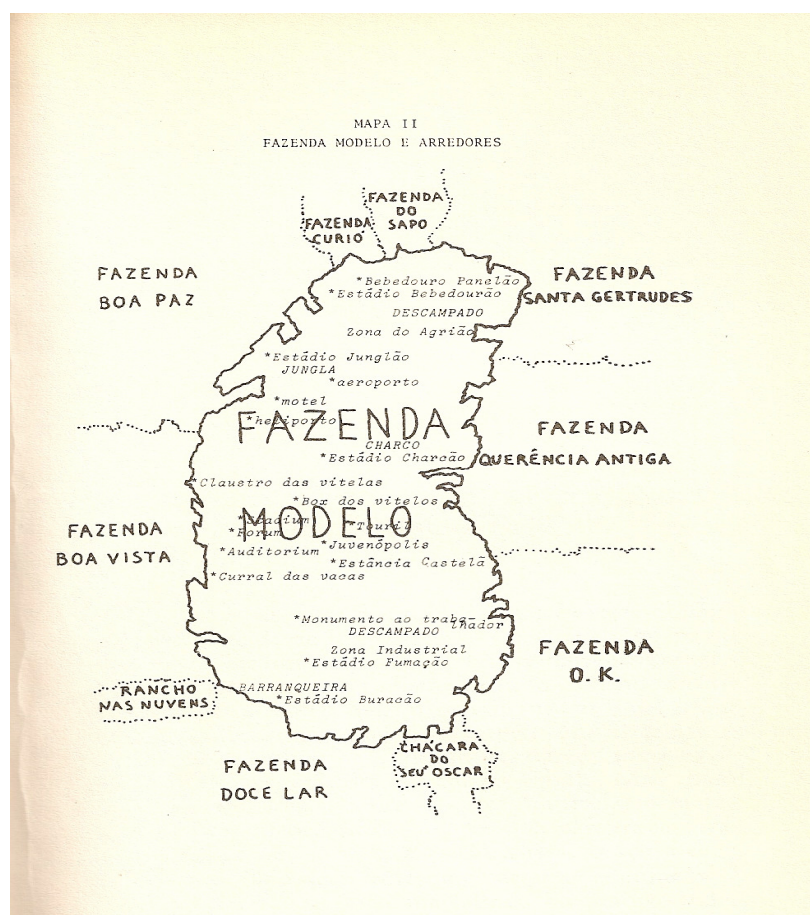 MAPA II
FAZENDA MODELO E ARREDORES
FAZENDA
DO
SAPO
FAZENDA
CURIÓ
FAZENDA
BOA PAZ
FAZENDA
SANTA GERTRUDES
*Bebedouro Panelão
*Estádio Bebedourão
DESCAMPADO
Zona do Agrião
*Estádio Junglão
JUNGLA
*aeroporto
*motel
*heliporto
FAZENDA
CHARCO
*Estádio Charcão
FAZENDA
QUERÊNCIA ANTIGA
*Claustro das vitelas
*Box dos vitelos
MODELO
*Stadium
*Touril
*Forum
*Juvenópolis
*Auditorium
*Estância Castelã
*Curral das vacas
FAZENDA
BOA VISTA
*Monumento ao traba-
lhador
DESCAMPADO
Zona Industrial
*Estádio Fumação
FAZENDA
O. K.
RANCHO
NAS NUVENS
BARRANQUEIRA
*Estádio Buracão
CHÁCARA
DO
SEU OSCAR
FAZENDA
DOCE LAR